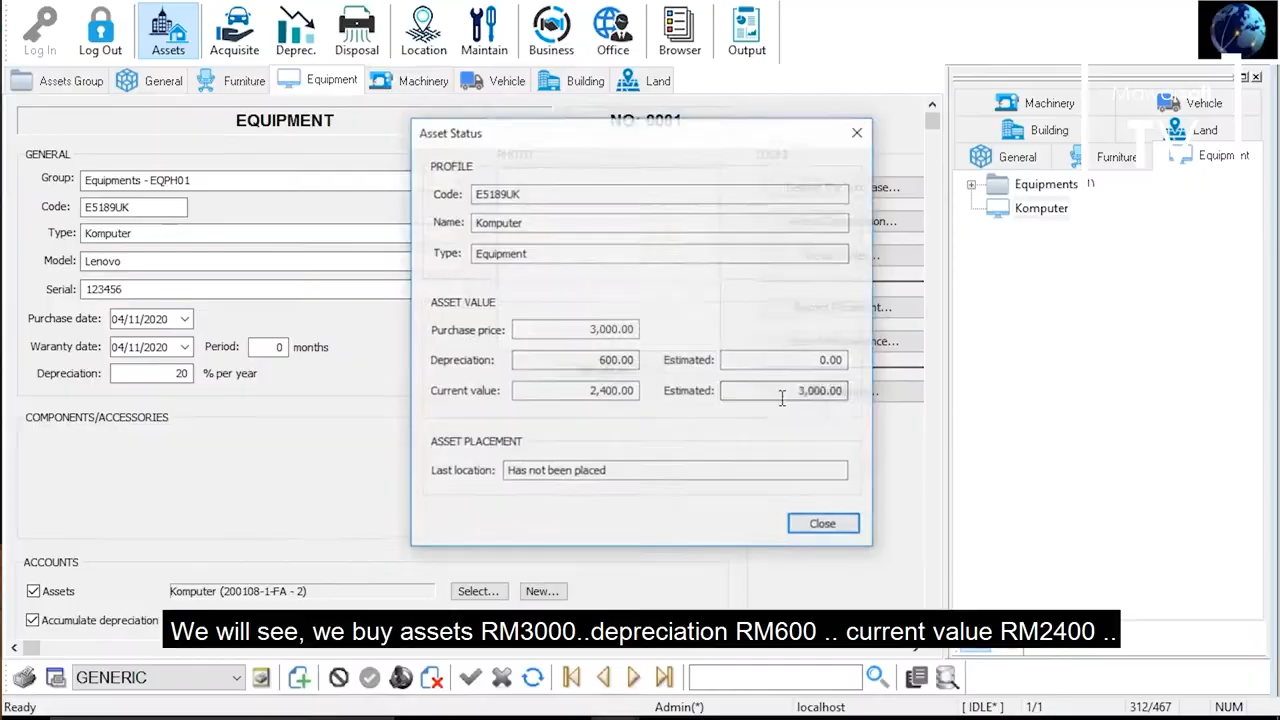 Log In
Log Out
Assets
Acquisite
Deprec.
Disposal
Location
Maintain
Business
Office
Browser
Output
Assets Group
General
Furniture
Equipment
Machinery
Vehicle
Building
Land
EQUIPMENT
NO: 0001
GENERAL
Group:
Equipments - EQPH01
Code:
E5189UK
Type:
Komputer
Model:
Lenovo
Serial:
123456
Purchase date:
04/11/2020
Waranty date:
04/11/2020
Period:
0
months
Depreciation:
20
% per year
COMPONENTS/ACCESSORIES
ACCOUNTS
Assets
Komputer (200108-1-FA - 2)
Select...
New...
Accumulate depreciation
Asset Status
PROFILE
Code:
E5189UK
Name:
Komputer
Type:
Equipment
ASSET VALUE
Purchase price:
3,000.00
Depreciation:
600.00
Estimated:
0.00
Current value:
2,400.00
Estimated:
3,000.00
ASSET PLACEMENT
Last location:
Has not been placed
Close
Machinery
Vehicle
Building
Land
General
Furniture
Equipment
Equipments
Komputer
We will see, we buy assets RM3000..depreciation RM600 .. current value RM2400 ..
GENERIC
Ready
Admin(*)
localhost
[ IDLE* ]
1/1
312/467
NUM